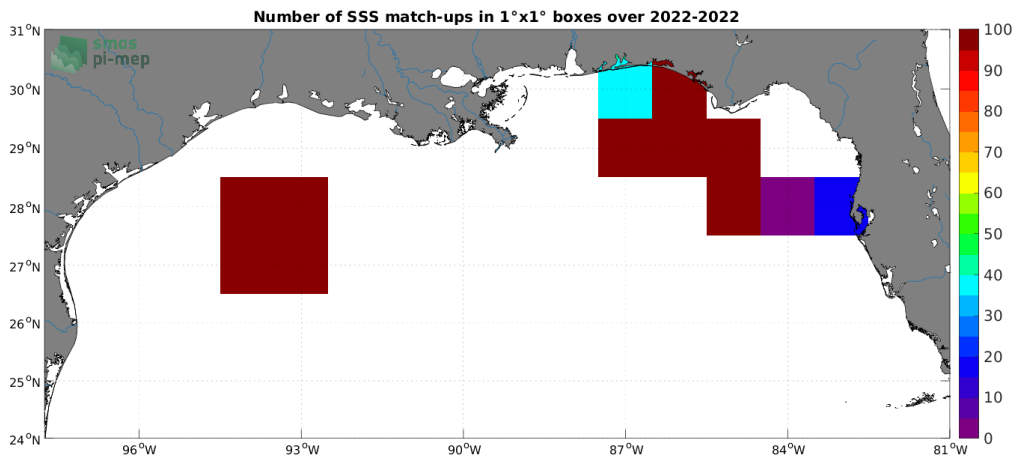 Number of SSS match-ups in 1°x1° boxes over 2022-2022
smos
pi-mep
31°N
30°N
29°N
28°N
27°N
26°N
25°N
24°N
96°W
93°W
90°W
87°W
84°W
81°W
100
90
80
70
60
50
40
30
20
10
0